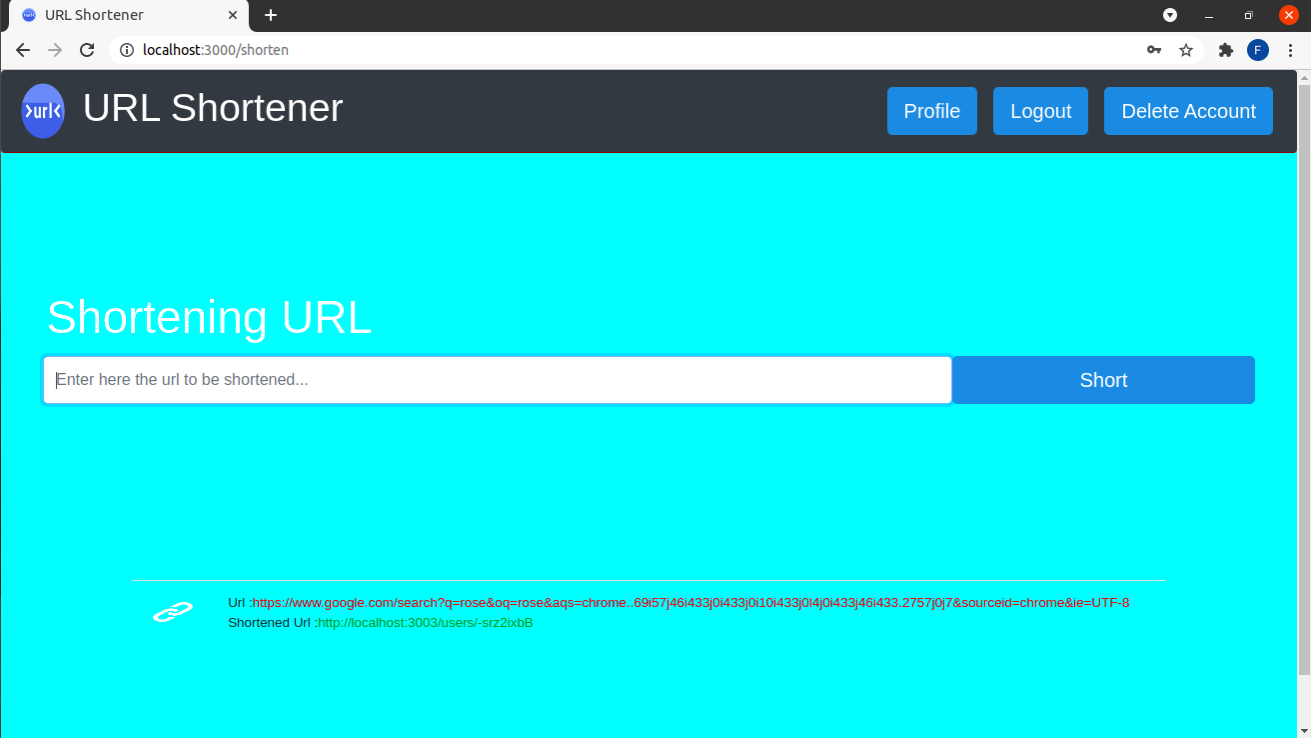 URL Shortener
localhost:3000/shorten
F
>url<
URL Shortener
Profile
Logout
Delete Account
Shortening URL
Enter here the url to be shortened...
Short
Url :https://www.google.com/search?q=rose&oq=rose&aqs=chrome..69i57j46i433j0i433j0i10i433j0l4j0i433j46i433.2757j0j7&sourceid=chrome&ie=UTF-8
Shortened Url :http://localhost:3003/users/-srz2ixbB